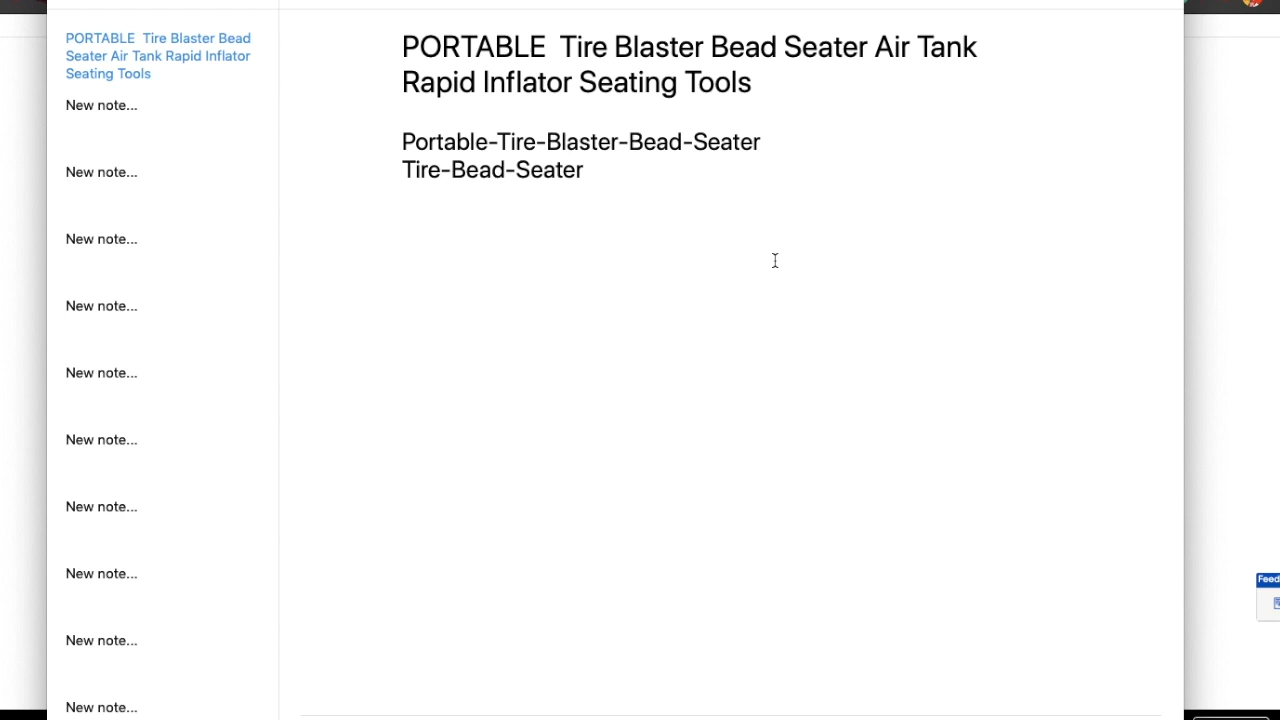 PORTABLE  Tire Blaster Bead
Seater Air Tank Rapid Inflator
Seating Tools
New note...
New note...
New note...
New note...
New note...
New note...
New note...
New note...
New note...
New note...
PORTABLE  Tire Blaster Bead Seater Air Tank
Rapid Inflator Seating Tools
Portable-Tire-Blaster-Bead-Seater
Tire-Bead-Seater
Feed